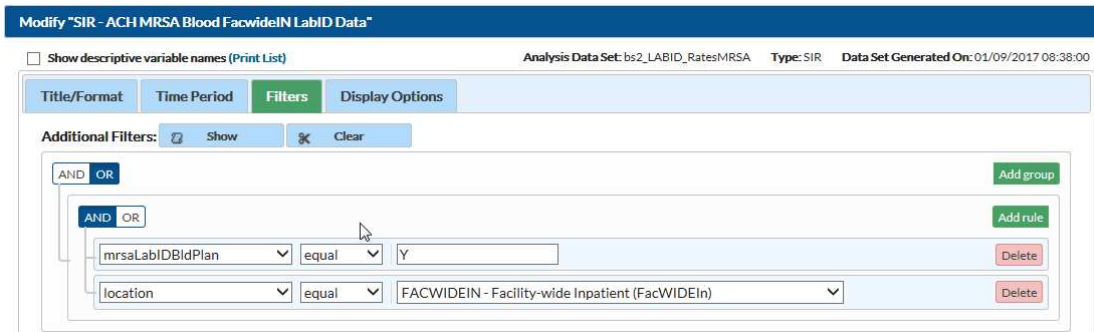 Modify "SIR - ACH MRSA Blood FacwideIN LabID Data"
Show descriptive variable names (Print List) Analysis Data Set: bs2_LABID_RatesMRSA Type: SIR Data Set Generated On: 01/09/2017 08:38:00
Title/Format Time Period Filters Display Options
Additional Filters: Show Clear
AND OR Add group
AND OR Add rule
mrsaLabIDBldPlan equal Y Delete
location equal FACWIDEIN - Facility-wide Inpatient (FacWIDEIn) Delete